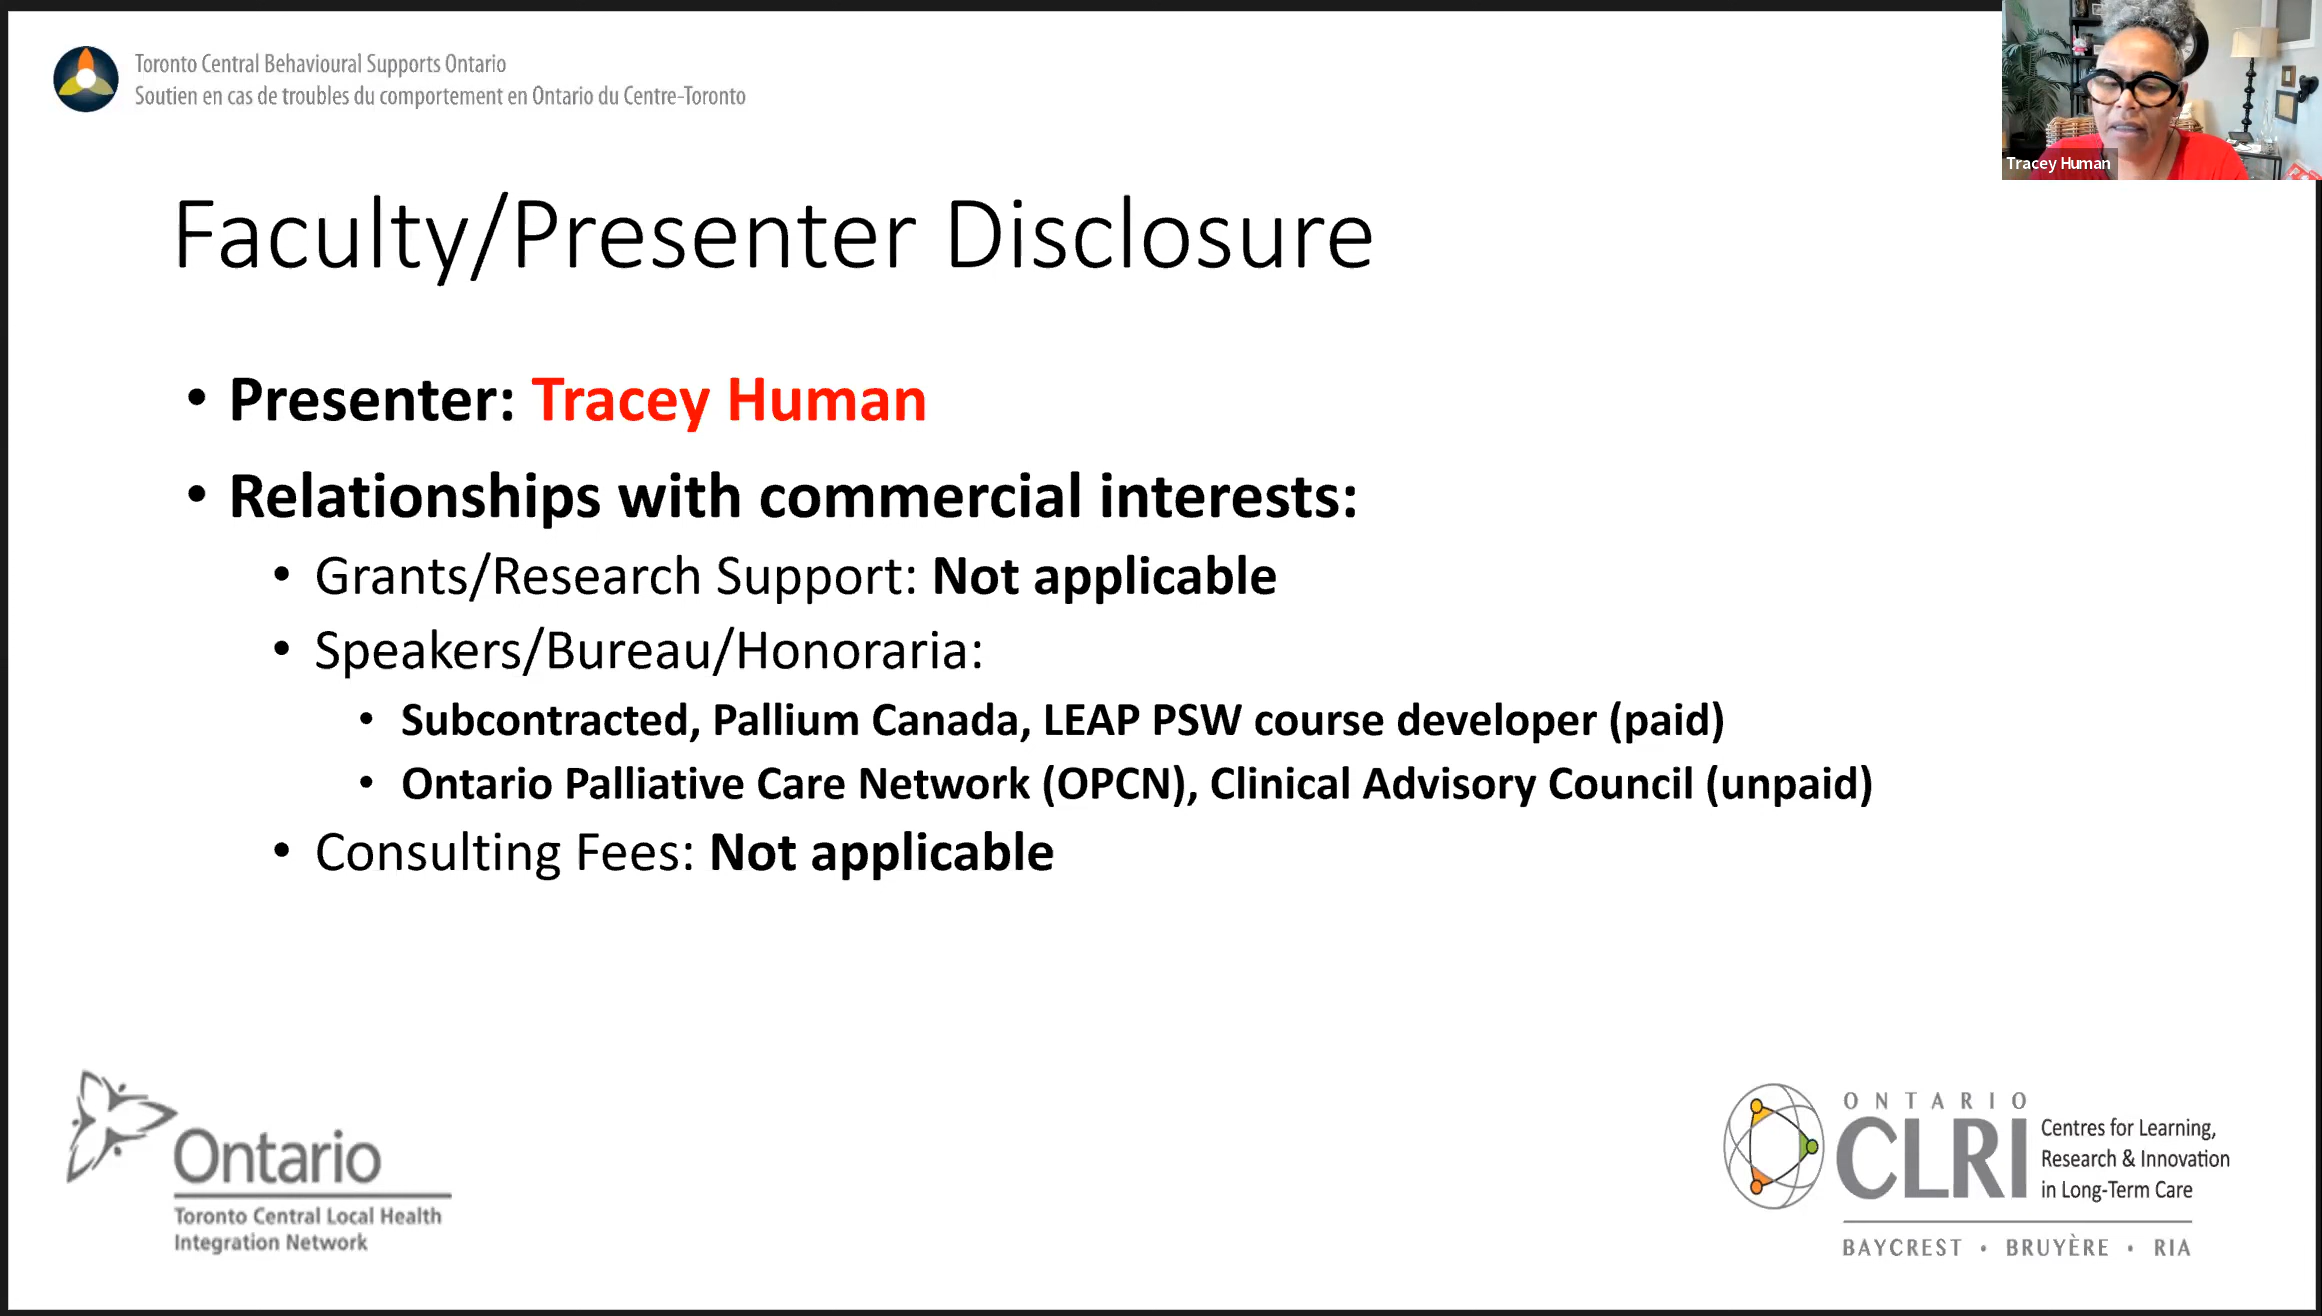 Toronto Central Behavioural Supports Ontario
Soutien en cas de troubles du comportement en Ontario du Centre-Toronto
Tracey Human
Faculty/Presenter Disclosure
• Presenter: Tracey Human
• Relationships with commercial interests:
• Grants/Research Support: Not applicable
• Speakers/Bureau/Honoraria:
• Subcontracted, Pallium Canada, LEAP PSW course developer (paid)
• Ontario Palliative Care Network (OPCN), Clinical Advisory Council (unpaid)
• Consulting Fees: Not applicable
Ontario
Toronto Central Local Health
Integration Network
ONTARIO
CLRI
Centres for Learning,
Research & Innovation
in Long-Term Care
BAYCREST • BRUYÈRE • RIA